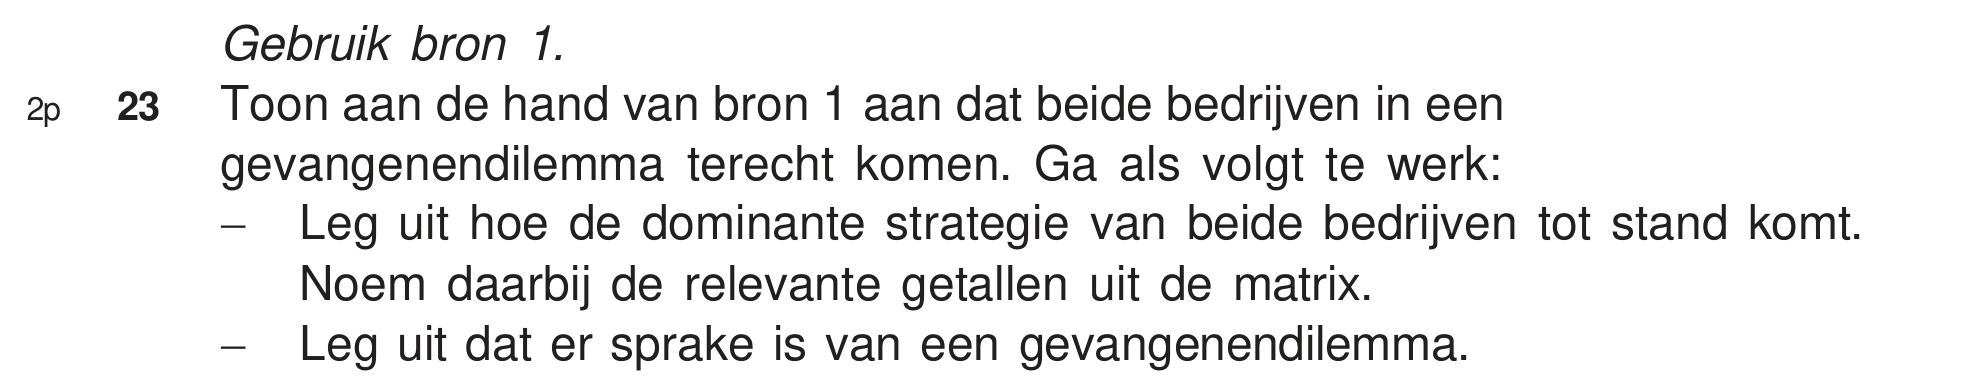 Gebruik bron 1.
2p 23 Toon aan de hand van bron 1 aan dat beide bedrijven in een
gevangenendilemma terecht komen. Ga als volgt te werk:
– Leg uit hoe de dominante strategie van beide bedrijven tot stand komt.
Noem daarbij de relevante getallen uit de matrix.
– Leg uit dat er sprake is van een gevangenendilemma.